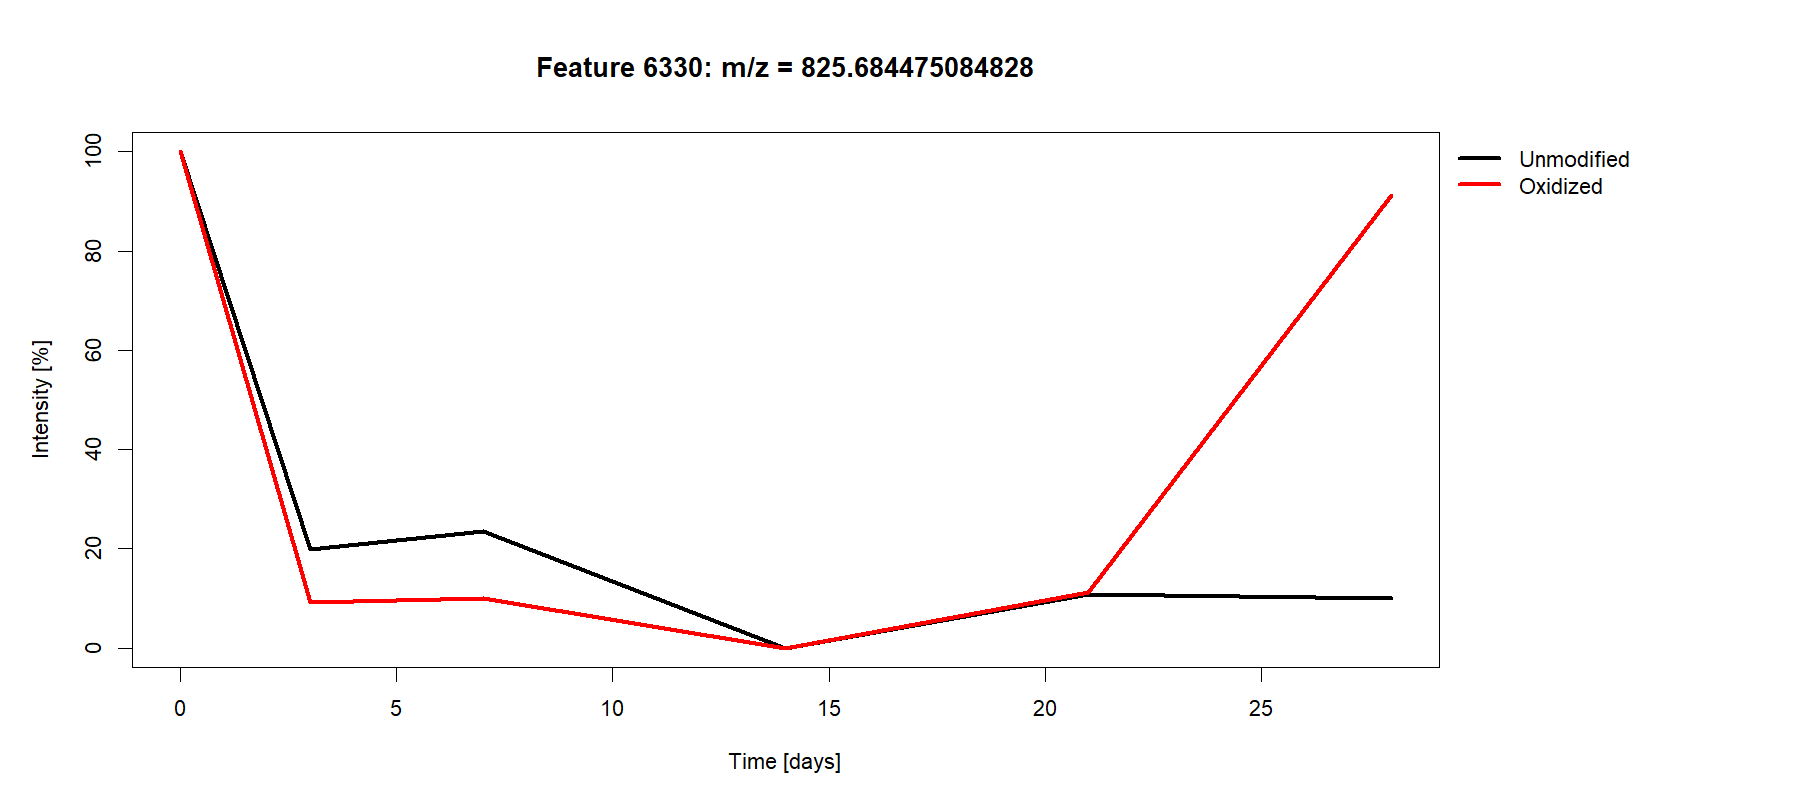 Feature 6330: m/z = 825.684475084828
Unmodified
Oxidized
Intensity [%]
100
80
60
40
20
0
0 5 10 15 20 25
Time [days]